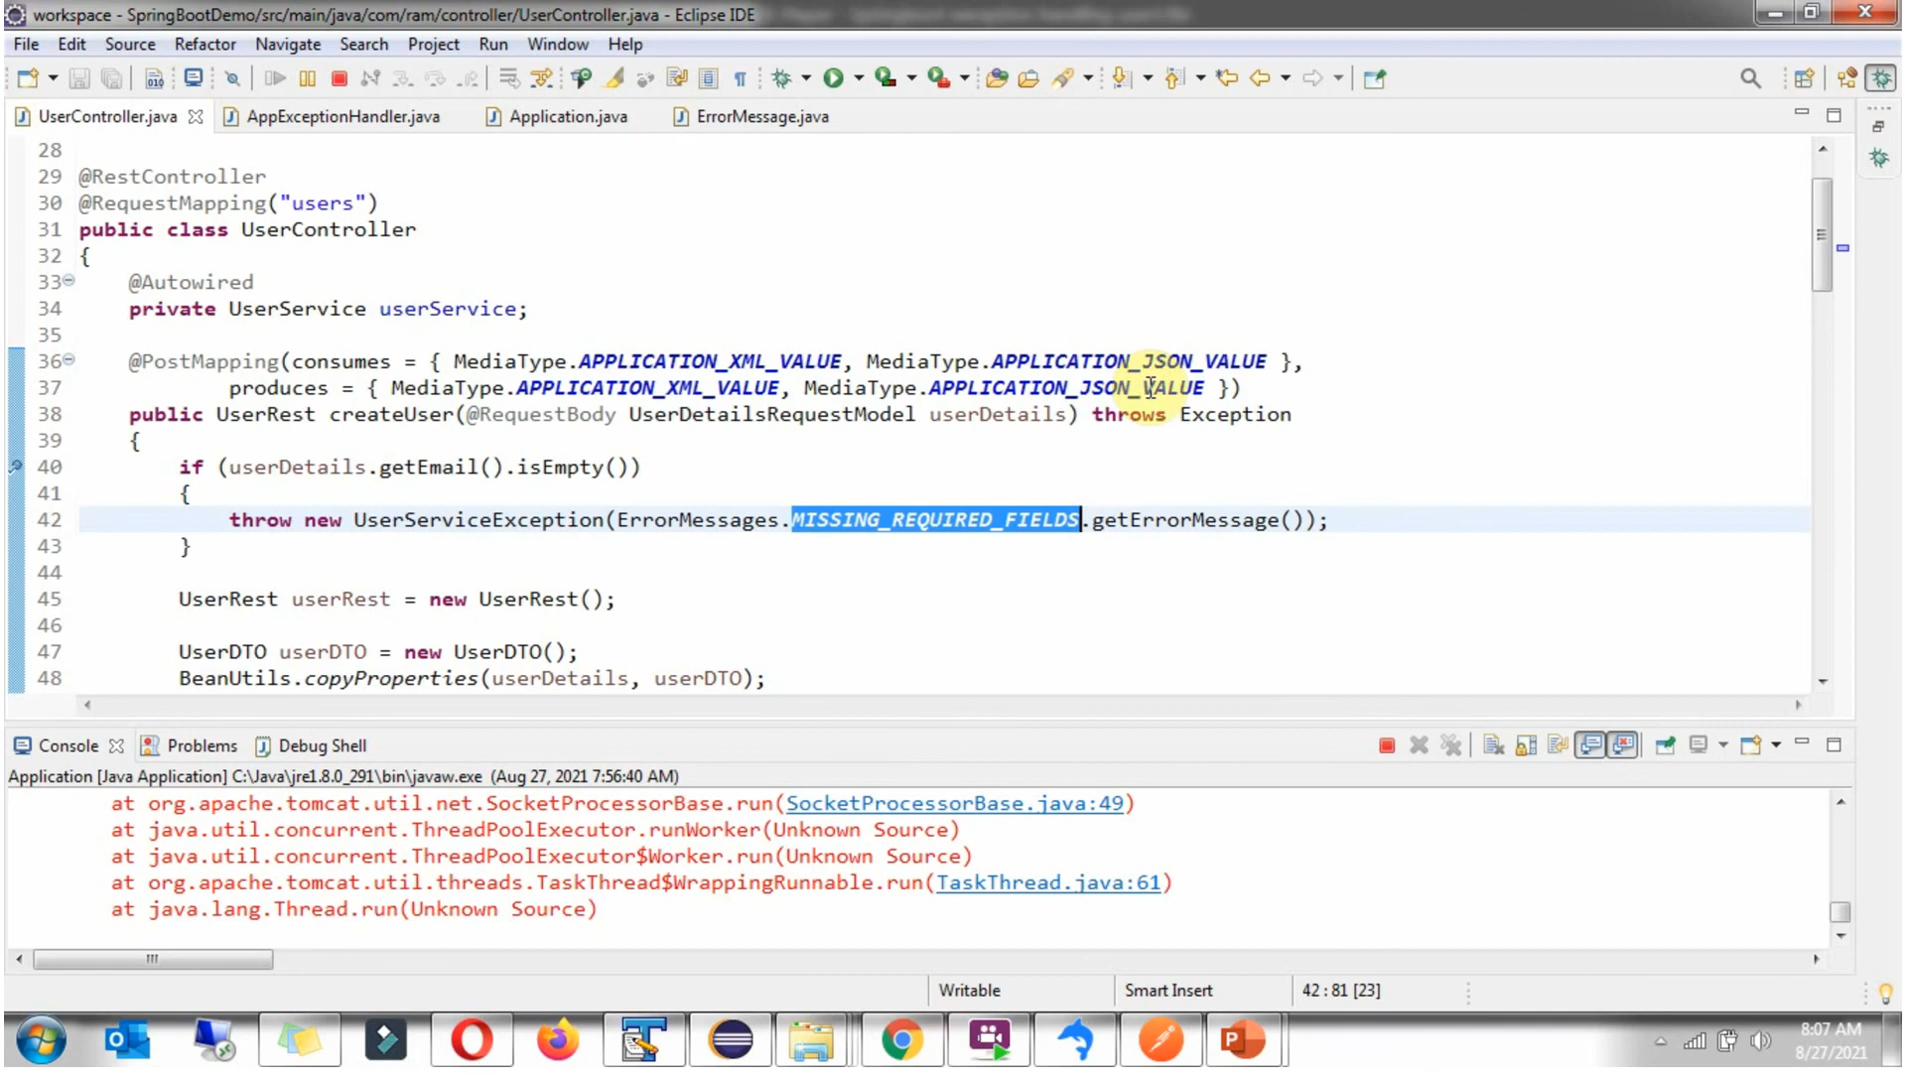 workspace - SpringBootDemo/src/main/java/com/ram/controller/UserController.java - Eclipse IDE
File Edit Source Refactor Navigate Search Project Run Window Help
UserController.java AppExceptionHandler.java Application.java ErrorMessage.java
28
29 @RestController
30 @RequestMapping("users")
31 public class UserController
32 {
33 @Autowired
34 private UserService userService;
35
36 @PostMapping(consumes = { MediaType.APPLICATION_XML_VALUE, MediaType.APPLICATION_JSON_VALUE },
37 produces = { MediaType.APPLICATION_XML_VALUE, MediaType.APPLICATION_JSON_VALUE })
38 public UserRest createUser(@RequestBody UserDetailsRequestModel userDetails) throws Exception
39 {
40 if (userDetails.getEmail().isEmpty())
41 {
42 throw new UserServiceException(ErrorMessages.MISSING_REQUIRED_FIELDS.getErrorMessage());
43 }
44
45 UserRest userRest = new UserRest();
46
47 UserDTO userDTO = new UserDTO();
48 BeanUtils.copyProperties(userDetails, userDTO);
Console Problems Debug Shell
Application [Java Application] C:\Java\jre1.8.0_291\bin\javaw.exe (Aug 27, 2021 7:56:40 AM)
at org.apache.tomcat.util.net.SocketProcessorBase.run(SocketProcessorBase.java:49)
at java.util.concurrent.ThreadPoolExecutor.runWorker(Unknown Source)
at java.util.concurrent.ThreadPoolExecutor$Worker.run(Unknown Source)
at org.apache.tomcat.util.threads.TaskThread$WrappingRunnable.run(TaskThread.java:61)
at java.lang.Thread.run(Unknown Source)
Writable Smart Insert 42 : 81 [23]
8:07 AM
8/27/2021